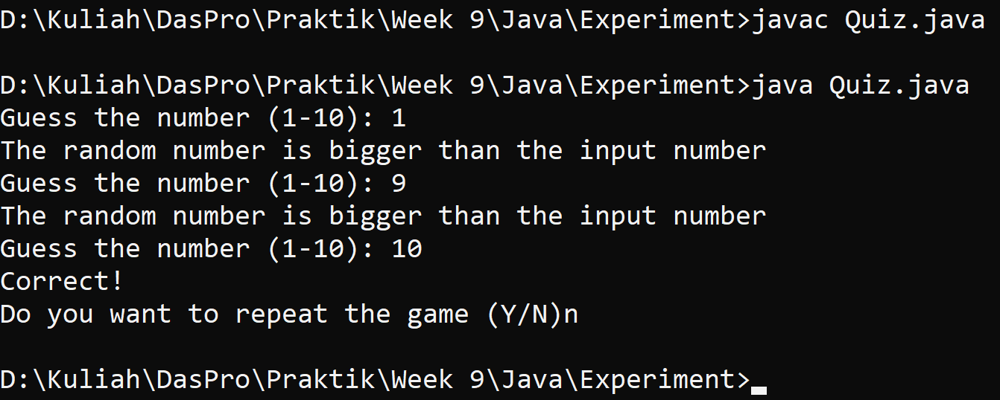 D:\Kuliah\DasPro\Praktik\Week 9\Java\Experiment>javac Quiz.java
D:\Kuliah\DasPro\Praktik\Week 9\Java\Experiment>java Quiz.java
Guess the number (1-10): 1
The random number is bigger than the input number
Guess the number (1-10): 9
The random number is bigger than the input number
Guess the number (1-10): 10
Correct!
Do you want to repeat the game (Y/N)n
D:\Kuliah\DasPro\Praktik\Week 9\Java\Experiment>